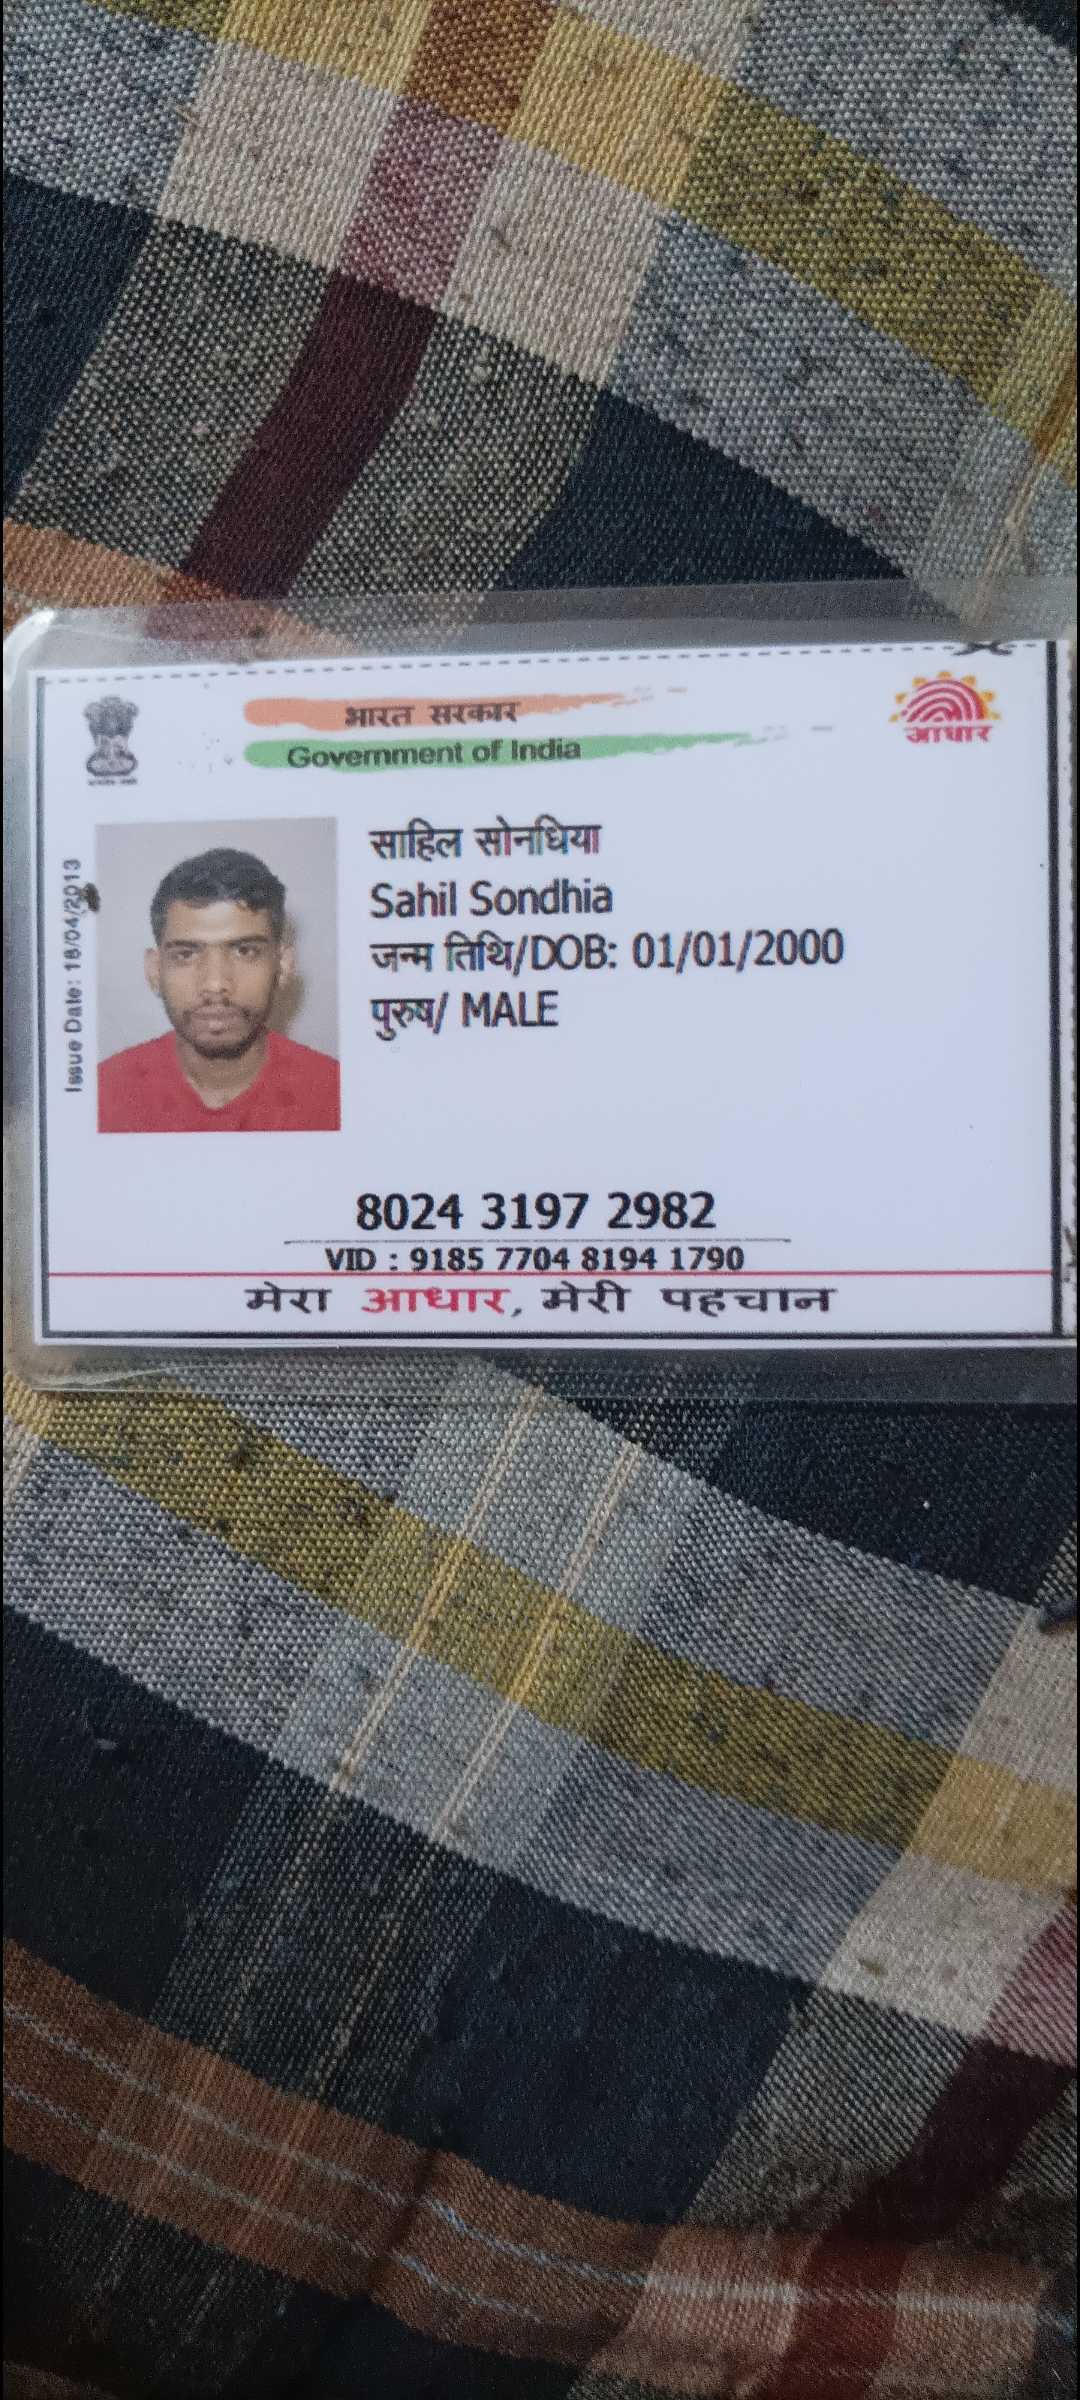 भारत सरकार
Government of India
आधार
Issue Date: 18/04/2013
साहिल सोनधिया
Sahil Sondhia
जन्म तिथि/DOB: 01/01/2000
पुरुष/ MALE
8024 3197 2982
VID : 9185 7704 8194 1790
मेरा आधार, मेरी पहचान